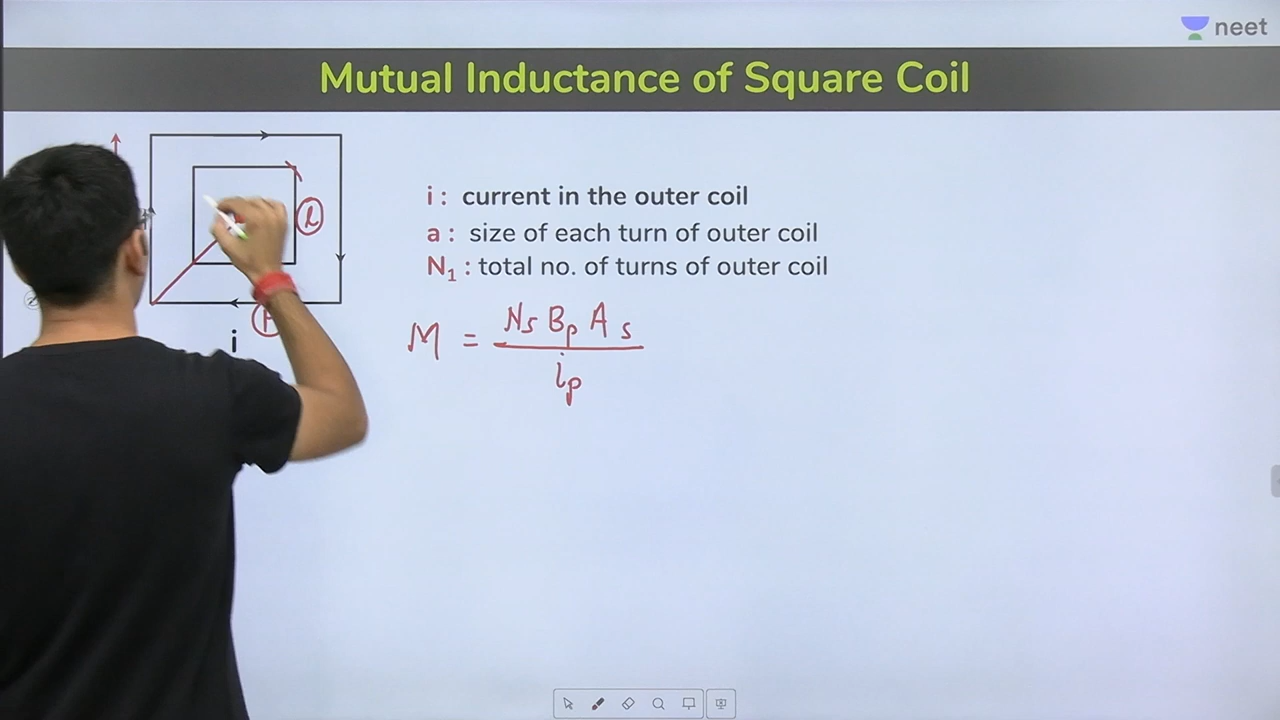 neet
Mutual Inductance of Square Coil
i : current in the outer coil
a : size of each turn of outer coil
N₁ : total no. of turns of outer coil
M = Ns Bp As / ip
i